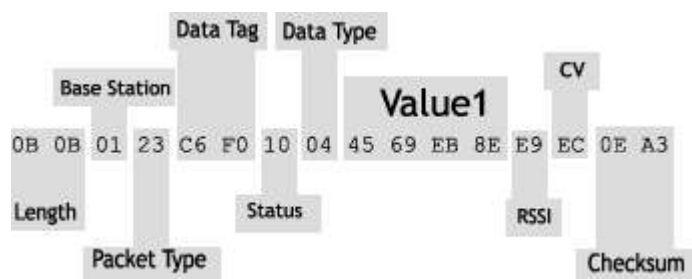 Data Tag
Data Type
CV
Base Station
Value1
0B 0B 01 23 C6 F0 10 04 45 69 EB 8E E9 EC 0E A3
Length
Status
RSSI
Packet Type
Checksum